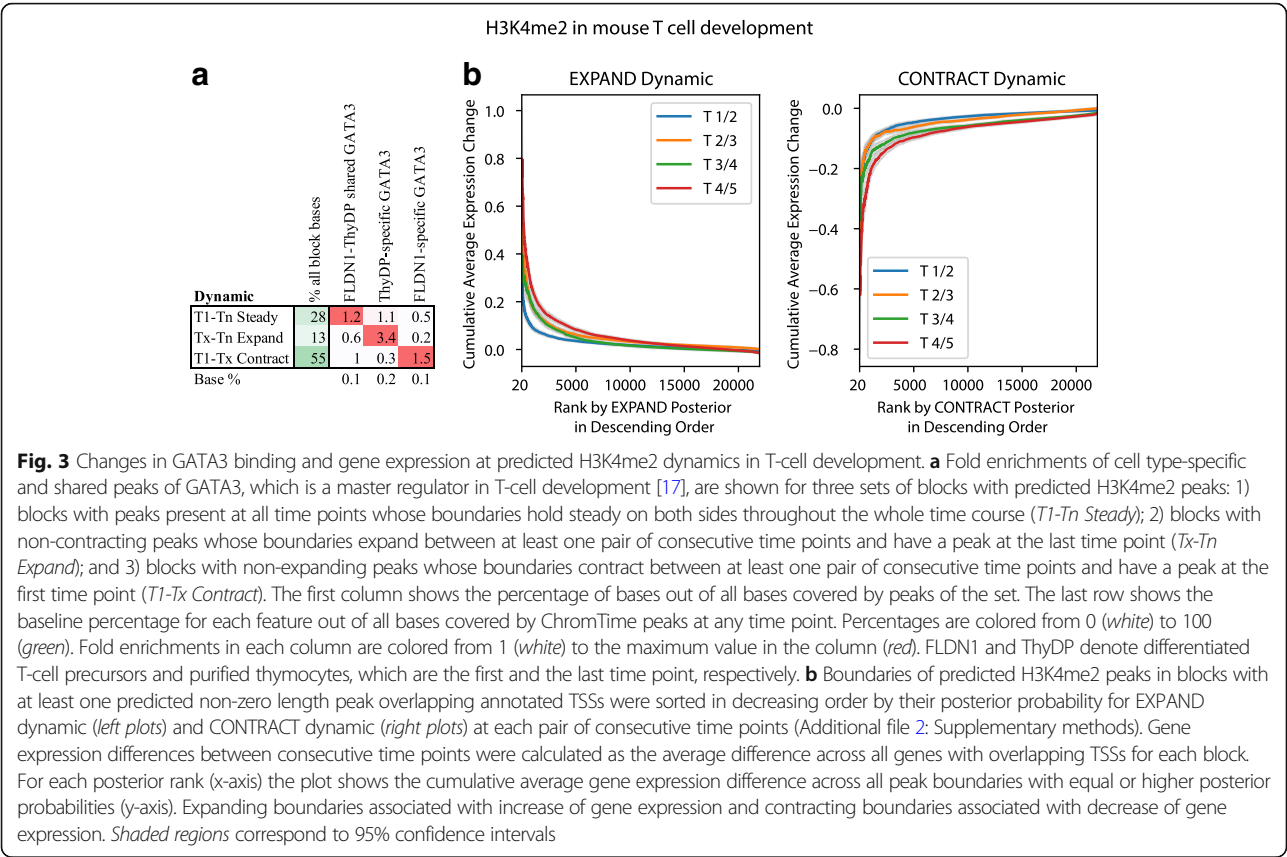 H3K4me2 in mouse T cell development
a
% all block bases
FLDN1-ThyDP shared GATA3
ThyDP-specific GATA3
FLDN1-specific GATA3
Dynamic
T1-Tn Steady 28 1.2 1.1 0.5
Tx-Tn Expand 13 0.6 3.4 0.2
T1-Tx Contract 55 1 0.3 1.5
Base % 0.1 0.2 0.1
b
EXPAND Dynamic
Cumulative Average Expression Change
1.0
0.8
0.6
0.4
0.2
0.0
T 1/2
T 2/3
T 3/4
T 4/5
20 5000 10000 15000 20000
Rank by EXPAND Posterior
in Descending Order
CONTRACT Dynamic
Cumulative Average Expression Change
0.0
−0.2
−0.4
−0.6
−0.8
T 1/2
T 2/3
T 3/4
T 4/5
20 5000 10000 15000 20000
Rank by CONTRACT Posterior
in Descending Order
Fig. 3 Changes in GATA3 binding and gene expression at predicted H3K4me2 dynamics in T-cell development. a Fold enrichments of cell type-specific
and shared peaks of GATA3, which is a master regulator in T-cell development [17], are shown for three sets of blocks with predicted H3K4me2 peaks: 1)
blocks with peaks present at all time points whose boundaries hold steady on both sides throughout the whole time course (T1-Tn Steady); 2) blocks with
non-contracting peaks whose boundaries expand between at least one pair of consecutive time points and have a peak at the last time point (Tx-Tn
Expand); and 3) blocks with non-expanding peaks whose boundaries contract between at least one pair of consecutive time points and have a peak at the
first time point (T1-Tx Contract). The first column shows the percentage of bases out of all bases covered by peaks of the set. The last row shows the
baseline percentage for each feature out of all bases covered by ChromTime peaks at any time point. Percentages are colored from 0 (white) to 100
(green). Fold enrichments in each column are colored from 1 (white) to the maximum value in the column (red). FLDN1 and ThyDP denote differentiated
T-cell precursors and purified thymocytes, which are the first and the last time point, respectively. b Boundaries of predicted H3K4me2 peaks in blocks with
at least one predicted non-zero length peak overlapping annotated TSSs were sorted in decreasing order by their posterior probability for EXPAND
dynamic (left plots) and CONTRACT dynamic (right plots) at each pair of consecutive time points (Additional file 2: Supplementary methods). Gene
expression differences between consecutive time points were calculated as the average difference across all genes with overlapping TSSs for each block.
For each posterior rank (x-axis) the plot shows the cumulative average gene expression difference across all peak boundaries with equal or higher posterior
probabilities (y-axis). Expanding boundaries associated with increase of gene expression and contracting boundaries associated with decrease of gene
expression. Shaded regions correspond to 95% confidence intervals